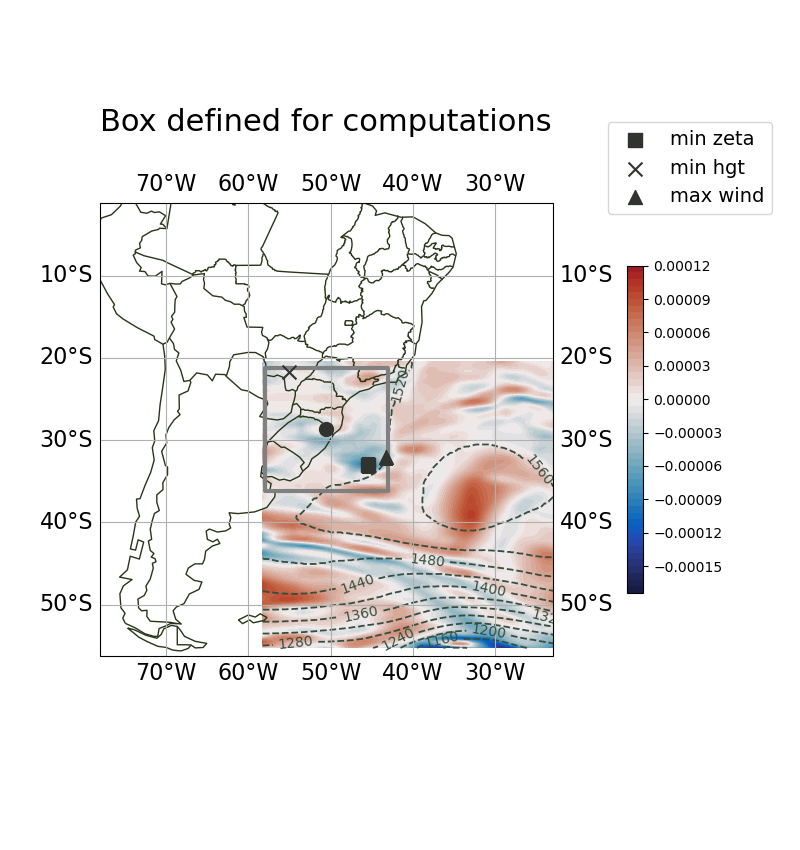 Box defined for computations
min zeta
min hgt
max wind
70°W 60°W 50°W 40°W 30°W
10°S 10°S
20°S 20°S
30°S 30°S
40°S 40°S
50°S 50°S
70°W 60°W 50°W 40°W 30°W
1520
1560
1480
1440
1400
1360
1200
1280
1240
1160
0.00012
0.00009
0.00006
0.00003
0.00000
−0.00003
−0.00006
−0.00009
−0.00012
−0.00015